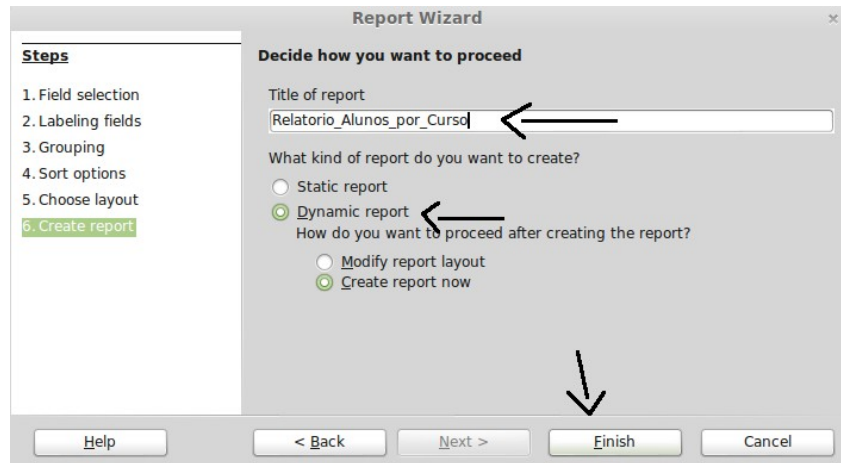 Report Wizard ×
Steps
1. Field selection
2. Labeling fields
3. Grouping
4. Sort options
5. Choose layout
6. Create report
Decide how you want to proceed
Title of report
Relatorio_Alunos_por_Curso
What kind of report do you want to create?
Static report
Dynamic report
How do you want to proceed after creating the report?
Modify report layout
Create report now
Help < Back Next > Finish Cancel